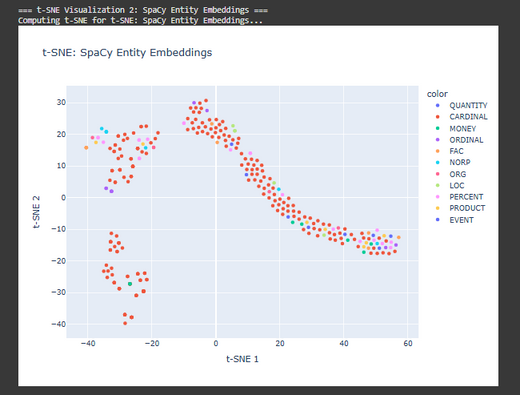 === t-SNE Visualization 2: SpaCy Entity Embeddings ===
Computing t-SNE for t-SNE: SpaCy Entity Embeddings...
t-SNE: SpaCy Entity Embeddings
color
QUANTITY
CARDINAL
MONEY
ORDINAL
FAC
NORP
ORG
LOC
PERCENT
PRODUCT
EVENT
30
20
10
0
−10
−20
−30
−40
t-SNE 2
−40
−20
0
20
40
60
t-SNE 1